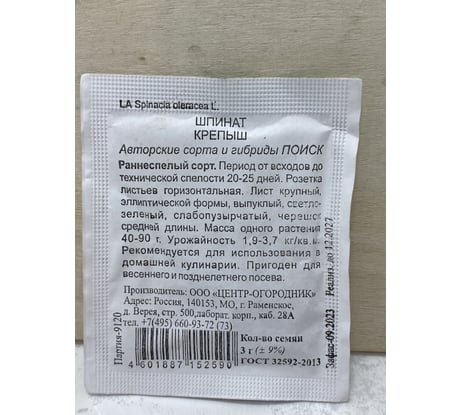 LA Spinacia oleracea L.
ШПИНАТ
КРЕПЫШ
Авторские сорта и гибриды ПОИСК
Раннеспелый сорт. Период от всходов до
технической спелости 20-25 дней. Розетка
листьев горизонтальная. Лист крупный,
эллиптической формы, выпуклый, светло-
зеленый, слабопузырчатый, черешок
средней длины. Масса одного растения
40-90 г. Урожайность 1,9-3,7 кг/кв.м.
Рекомендуется для использования в
домашней кулинарии. Пригоден для
весеннего и позднелетнего посева.
Производитель: ООО «ЦЕНТР-ОГОРОДНИК»
Адрес: Россия, 140153, МО, г. Раменское,
д. Верея, стр. 500,лаборат. корп., каб. 28А
тел. +7(495) 660-93-72 (73)
Партия-9120
4 601887 152590
Кол-во семян
3 г (± 9%)
ГОСТ 32592-2013
Зафас-09.2023 Реализ. до 12.2027